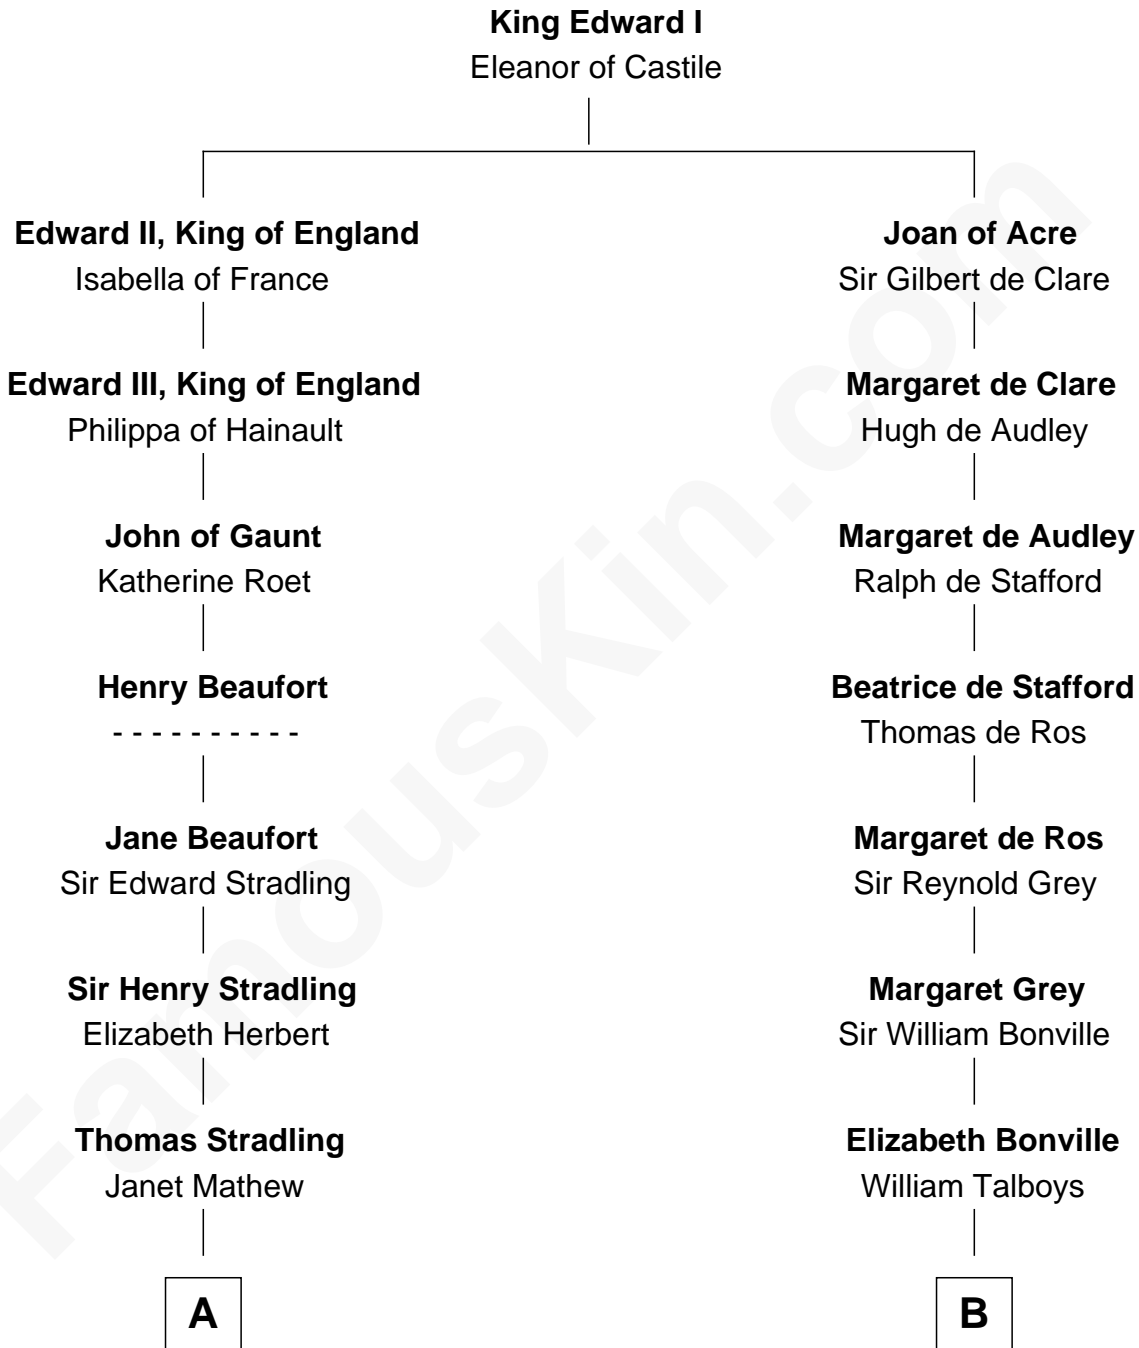 King Edward I
Eleanor of Castile
Edward II, King of England
Isabella of France
Edward III, King of England
Philippa of Hainault
John of Gaunt
Katherine Roet
Henry Beaufort
- - - - - - - - - -
Jane Beaufort
Sir Edward Stradling
Sir Henry Stradling
Elizabeth Herbert
Thomas Stradling
Janet Mathew
A
Joan of Acre
Sir Gilbert de Clare
Margaret de Clare
Hugh de Audley
Margaret de Audley
Ralph de Stafford
Beatrice de Stafford
Thomas de Ros
Margaret de Ros
Sir Reynold Grey
Margaret Grey
Sir William Bonville
Elizabeth Bonville
William Talboys
B
FamousKin.com